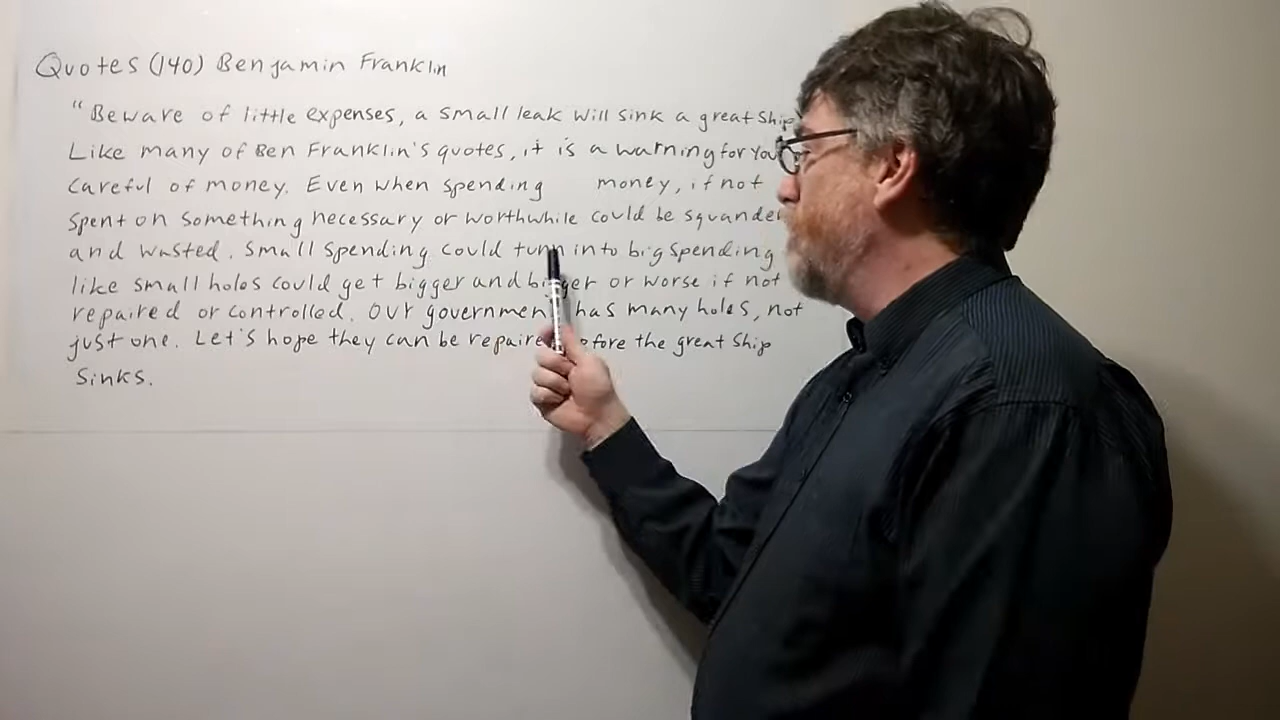 Quotes (140) Benjamin Franklin
"Beware of little expenses, a small leak will sink a great ship
Like many of Ben Franklin's quotes, it is a warning for you
careful of money. Even when spending money, if not
spent on something necessary or worthwhile could be
and wasted. Small spending could turn into big spending
like small holes could get bigger and or worse if not
repaired or controlled. Our has many holes, not
just one. Let's hope they can be the great ship
sinks.